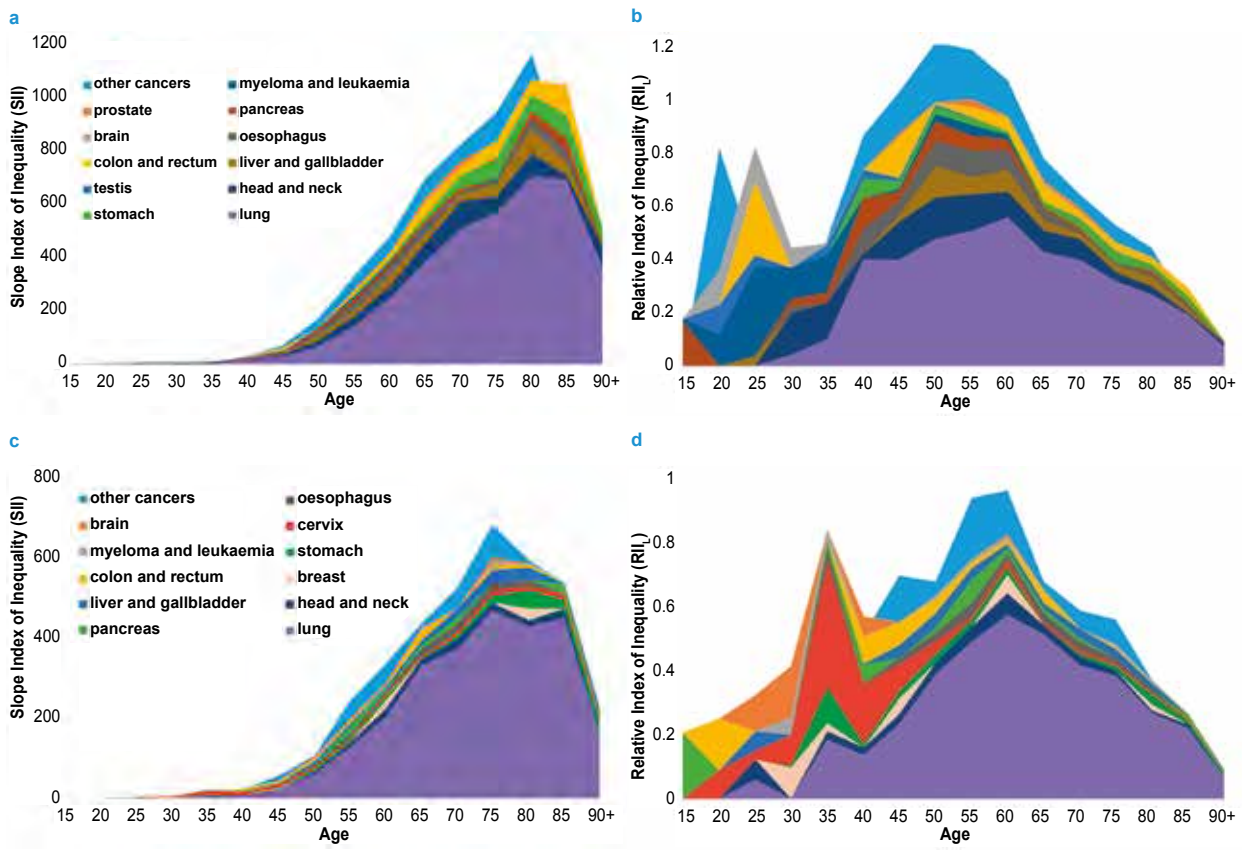 a
Slope Index of Inequality (SII)
1200
1000
800
600
400
200
0
other cancers
prostate
brain
colon and rectum
testis
stomach
myeloma and leukaemia
pancreas
oesophagus
liver and gallbladder
head and neck
lung
15 20 25 30 35 40 45 50 55 60 65 70 75 80 85 90+
Age
b
Relative Index of Inequality (RIIL)
1.2
1
0.8
0.6
0.4
0.2
0
15 20 25 30 35 40 45 50 55 60 65 70 75 80 85 90+
Age
c
Slope Index of Inequality (SII)
800
600
400
200
0
other cancers
brain
myeloma and leukaemia
colon and rectum
liver and gallbladder
pancreas
oesophagus
cervix
stomach
breast
head and neck
lung
15 20 25 30 35 40 45 50 55 60 65 70 75 80 85 90+
Age
d
Relative Index of Inequality (RIIL)
1
0.8
0.6
0.4
0.2
0
15 20 25 30 35 40 45 50 55 60 65 70 75 80 85 90+
Age